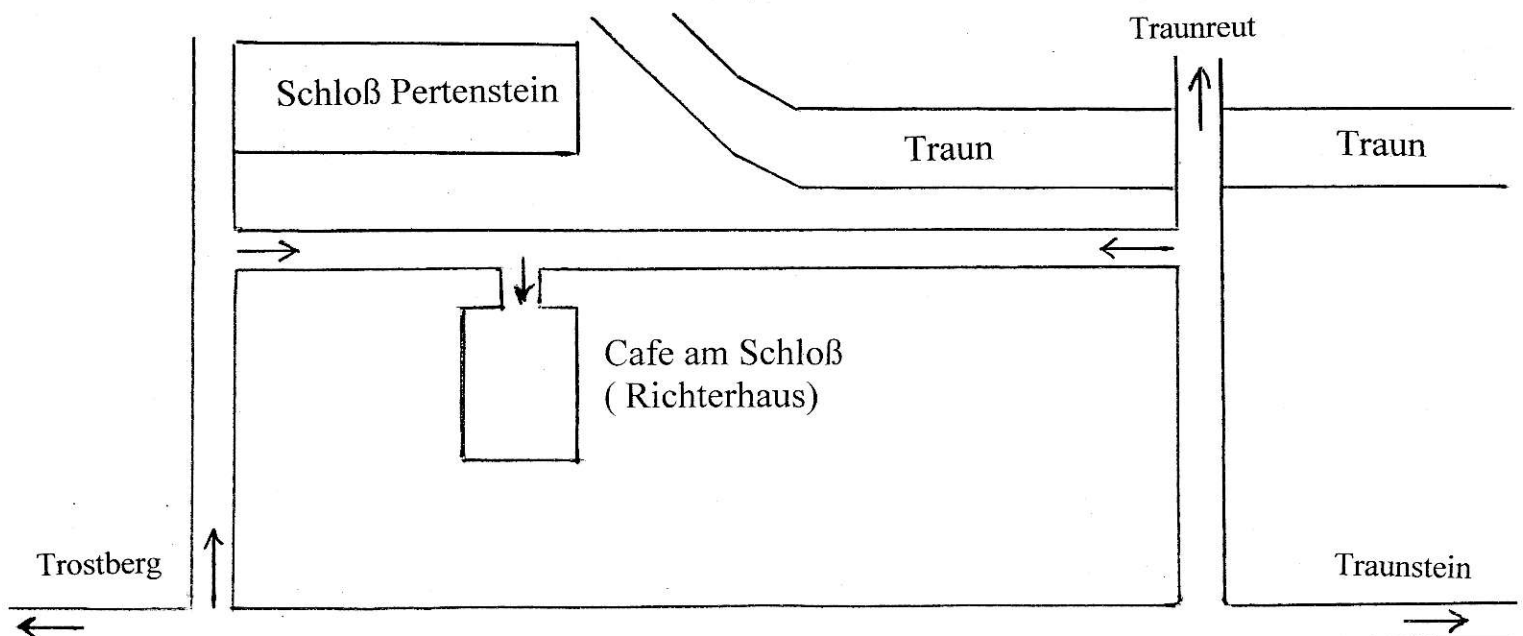 Traunreut
Schloß Pertenstein
Traun
Traun
Cafe am Schloß
( Richterhaus)
Trostberg
Traunstein